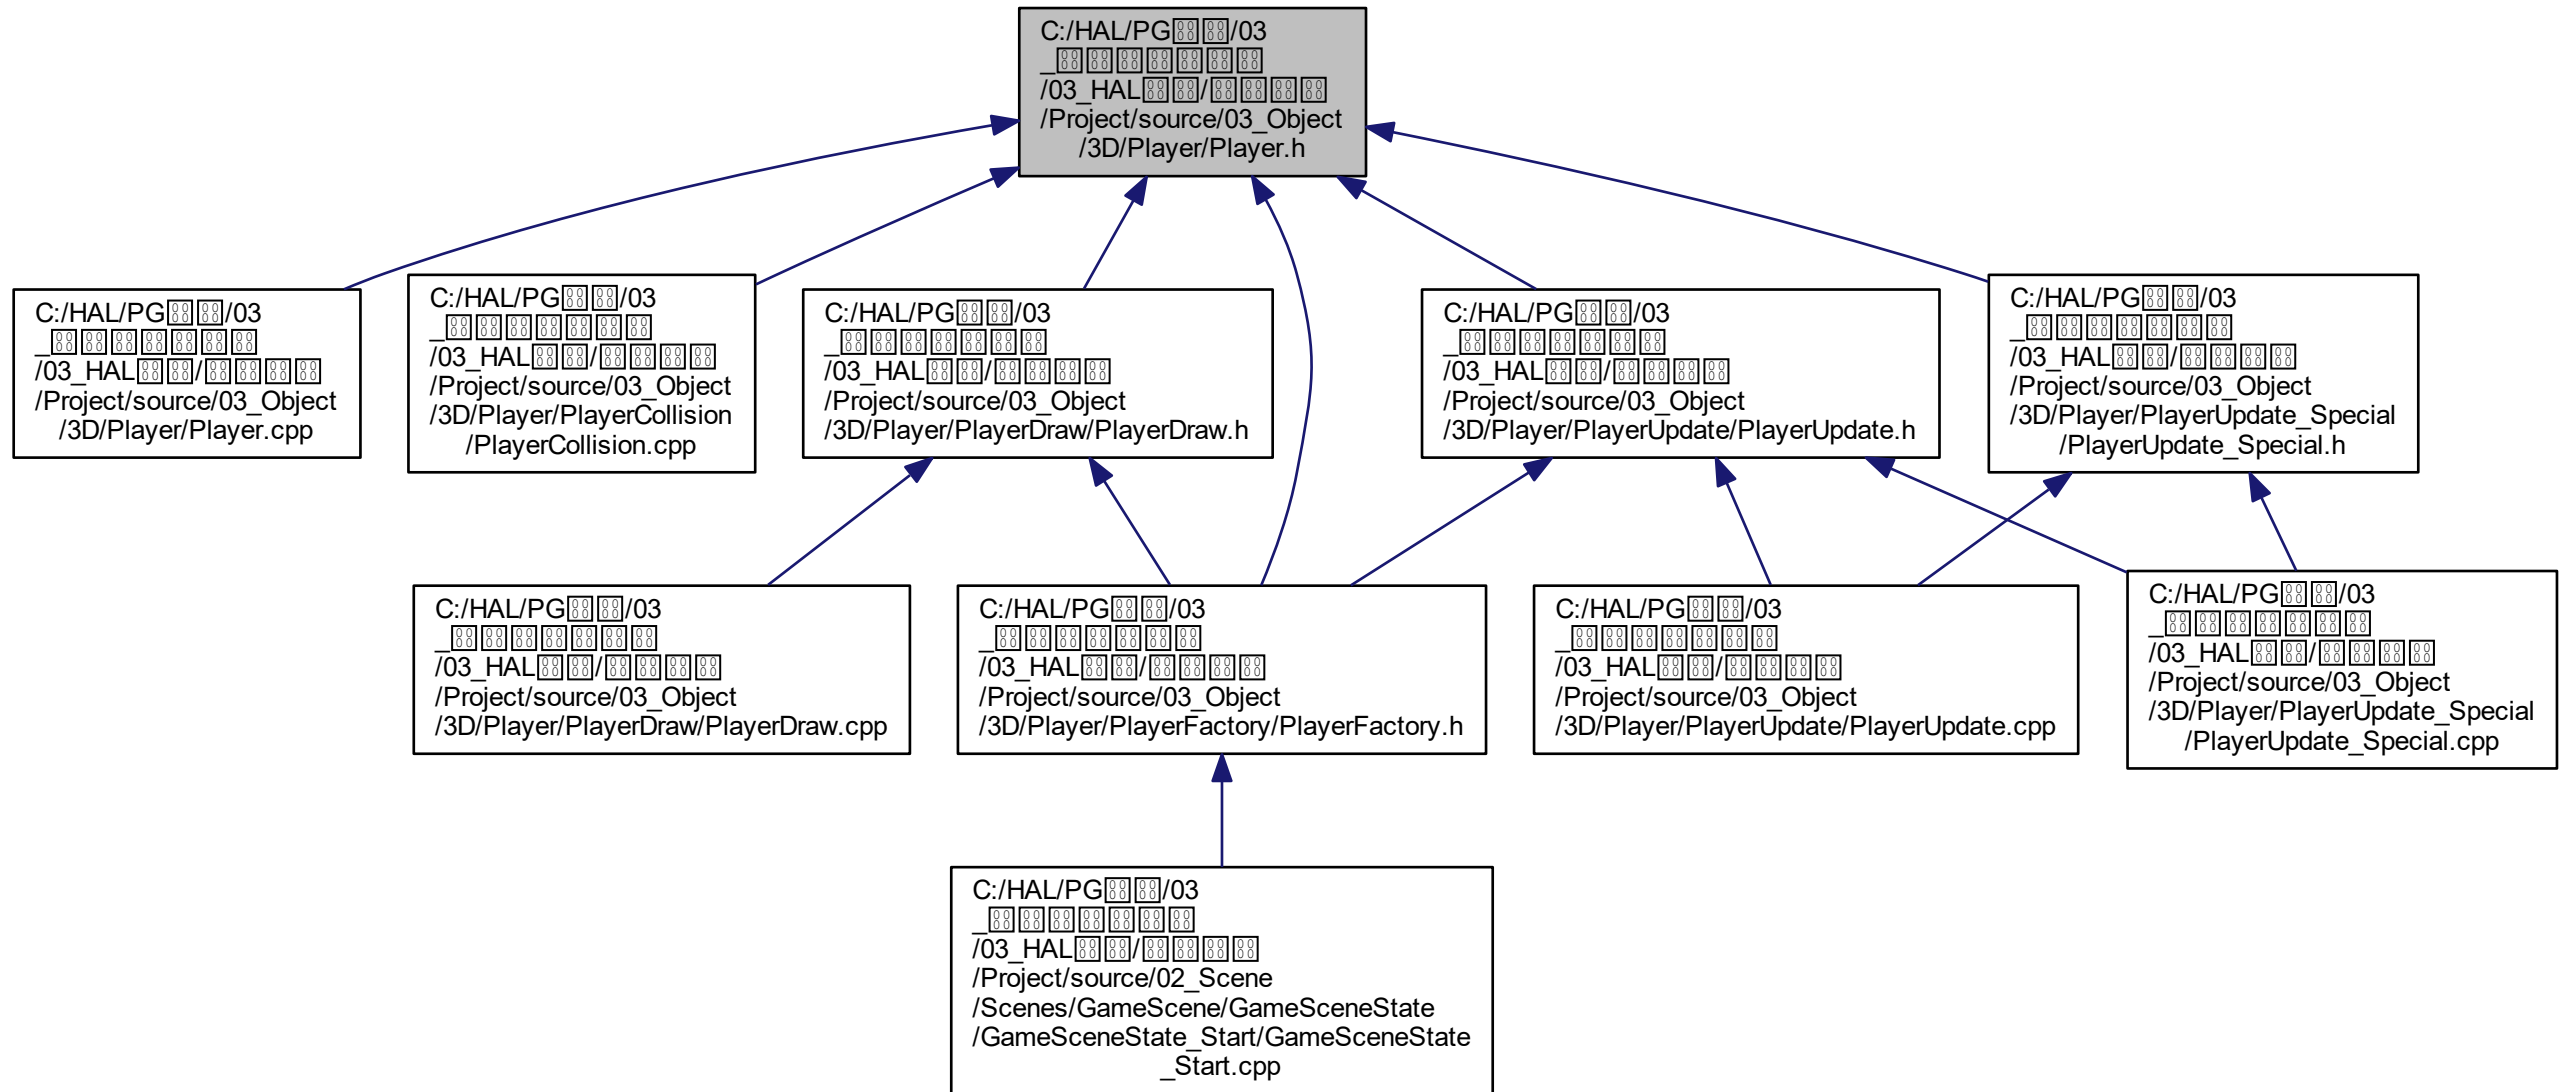 C:/HAL/PG /03
_
/03_HAL /
/Project/source/03_Object
/3D/Player/Player.h
C:/HAL/PG /03
_
/03_HAL /
/Project/source/03_Object
/3D/Player/Player.cpp
C:/HAL/PG /03
_
/03_HAL /
/Project/source/03_Object
/3D/Player/PlayerCollision
/PlayerCollision.cpp
C:/HAL/PG /03
_
/03_HAL /
/Project/source/03_Object
/3D/Player/PlayerDraw/PlayerDraw.h
C:/HAL/PG /03
_
/03_HAL /
/Project/source/03_Object
/3D/Player/PlayerUpdate/PlayerUpdate.h
C:/HAL/PG /03
_
/03_HAL /
/Project/source/03_Object
/3D/Player/PlayerUpdate_Special
/PlayerUpdate_Special.h
C:/HAL/PG /03
_
/03_HAL /
/Project/source/03_Object
/3D/Player/PlayerDraw/PlayerDraw.cpp
C:/HAL/PG /03
_
/03_HAL /
/Project/source/03_Object
/3D/Player/PlayerFactory/PlayerFactory.h
C:/HAL/PG /03
_
/03_HAL /
/Project/source/03_Object
/3D/Player/PlayerUpdate/PlayerUpdate.cpp
C:/HAL/PG /03
_
/03_HAL /
/Project/source/03_Object
/3D/Player/PlayerUpdate_Special
/PlayerUpdate_Special.cpp
C:/HAL/PG /03
_
/03_HAL /
/Project/source/02_Scene
/Scenes/GameScene/GameSceneState
/GameSceneState_Start/GameSceneState
_Start.cpp